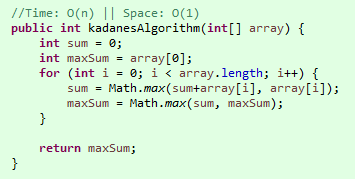 //Time: O(n) || Space: O(1)
public int kadanesAlgorithm(int[] array) {
    int sum = 0;
    int maxSum = array[0];
    for (int i = 0; i < array.length; i++) {
        sum = Math.max(sum+array[i], array[i]);
        maxSum = Math.max(sum, maxSum);
    }

    return maxSum;
}